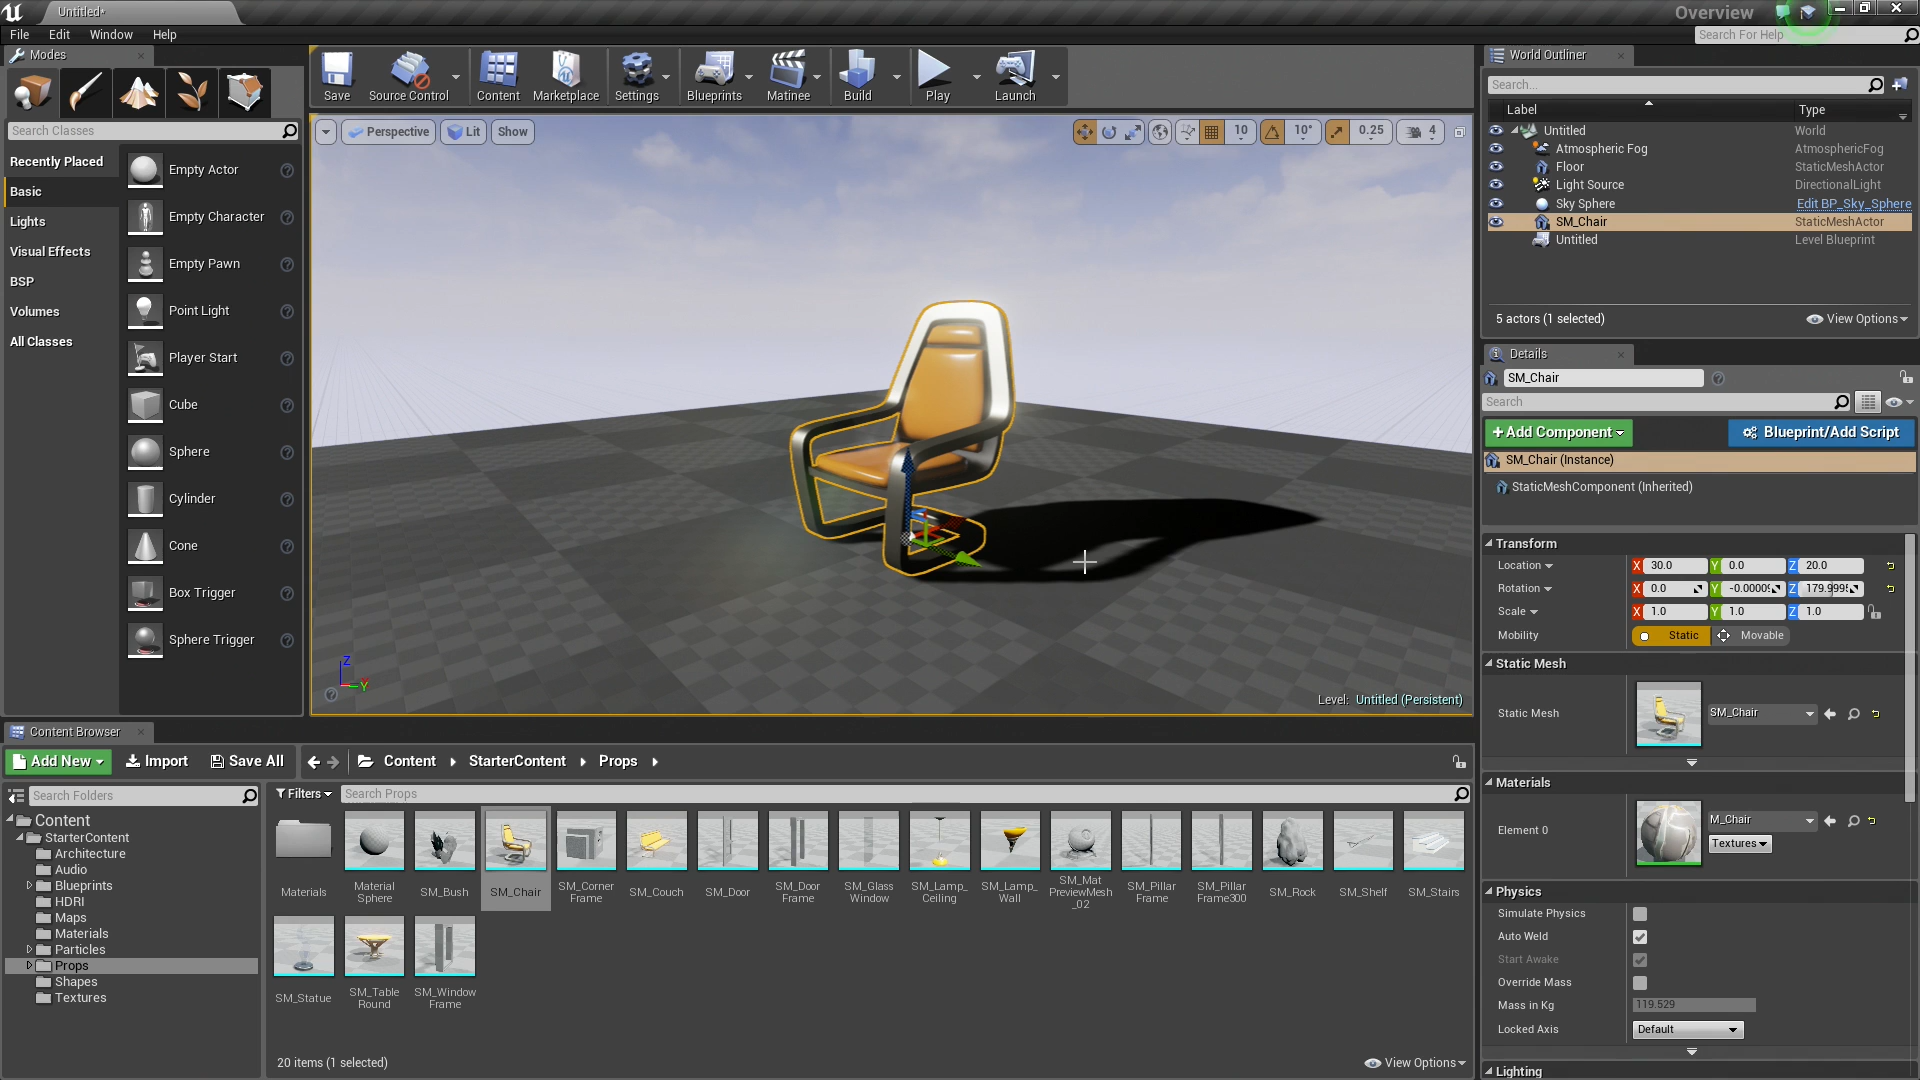 Untitled*
Overview
File Edit Window Help
Search For Help
Modes
Search Classes
Recently Placed
Basic
Lights
Visual Effects
BSP
Volumes
All Classes
Empty Actor
Empty Character
Empty Pawn
Point Light
Player Start
Cube
Sphere
Cylinder
Cone
Box Trigger
Sphere Trigger
Save Source Control Content Marketplace Settings Blueprints Matinee Build Play Launch
Perspective Lit Show
10 10° 0.25 4
Z
Y
Level: Untitled (Persistent)
World Outliner
Search...
Label Type
Untitled World
Atmospheric Fog AtmosphericFog
Floor StaticMeshActor
Light Source DirectionalLight
Sky Sphere Edit BP_Sky_Sphere
SM_Chair StaticMeshActor
Untitled Level Blueprint
5 actors (1 selected) View Options
Details
SM_Chair
Search
+Add Component Blueprint/Add Script
SM_Chair (Instance)
StaticMeshComponent (Inherited)
Transform
Location X 30.0 Y 0.0 Z 20.0
Rotation X 0.0 Y Z
Scale X 1.0 Y 1.0 Z 1.0
Mobility Static Movable
Static Mesh
Static Mesh SM_Chair
Materials
Element 0 M_Chair
Textures
Physics
Simulate Physics
Auto Weld
Start Awake
Override Mass
Mass in Kg 119.529
Locked Axis Default
Lighting
Content Browser
Add New Import Save All Content StarterContent Props
Search Folders
Filters Search Props
Content
StarterContent
Architecture
Audio
Blueprints
HDRI
Maps
Materials
Particles
Props
Shapes
Textures
Materials
Material
Sphere
SM_Bush
SM_Chair
SM_Corner
Frame
SM_Couch
SM_Door
SM_Door
Frame
SM_Glass
Window
SM_Lamp_
Ceiling
SM_Lamp_
Wall
SM_Mat
PreviewMesh
_02
SM_Pillar
Frame
SM_Pillar
Frame300
SM_Rock
SM_Shelf
SM_Stairs
SM_Statue
SM_Table
Round
SM_Window
Frame
20 items (1 selected) View Options